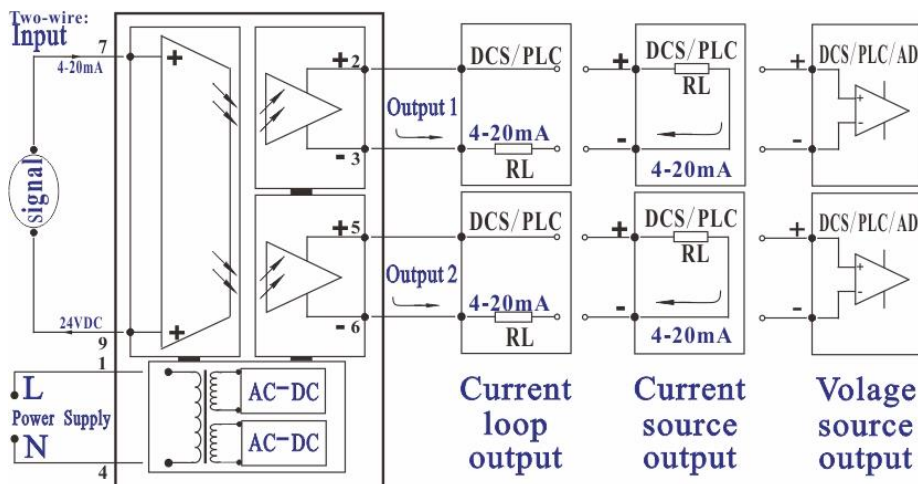 Two-wire:
Input
7
4-20mA
+
signal
24VDC
+
9
1
L
Power Supply
N
4
+ 2
- 3
+ 5
- 6
AC-DC
AC-DC
Output 1
Output 2
DCS/PLC
4-20mA
RL
DCS/PLC
4-20mA
RL
Current
loop
output
+
DCS/PLC
RL
-
4-20mA
+
DCS/PLC
RL
-
4-20mA
Current
source
output
DCS/PLC/AD
+
+
-
-
DCS/PLC/AD
+
+
-
-
Volage
source
output